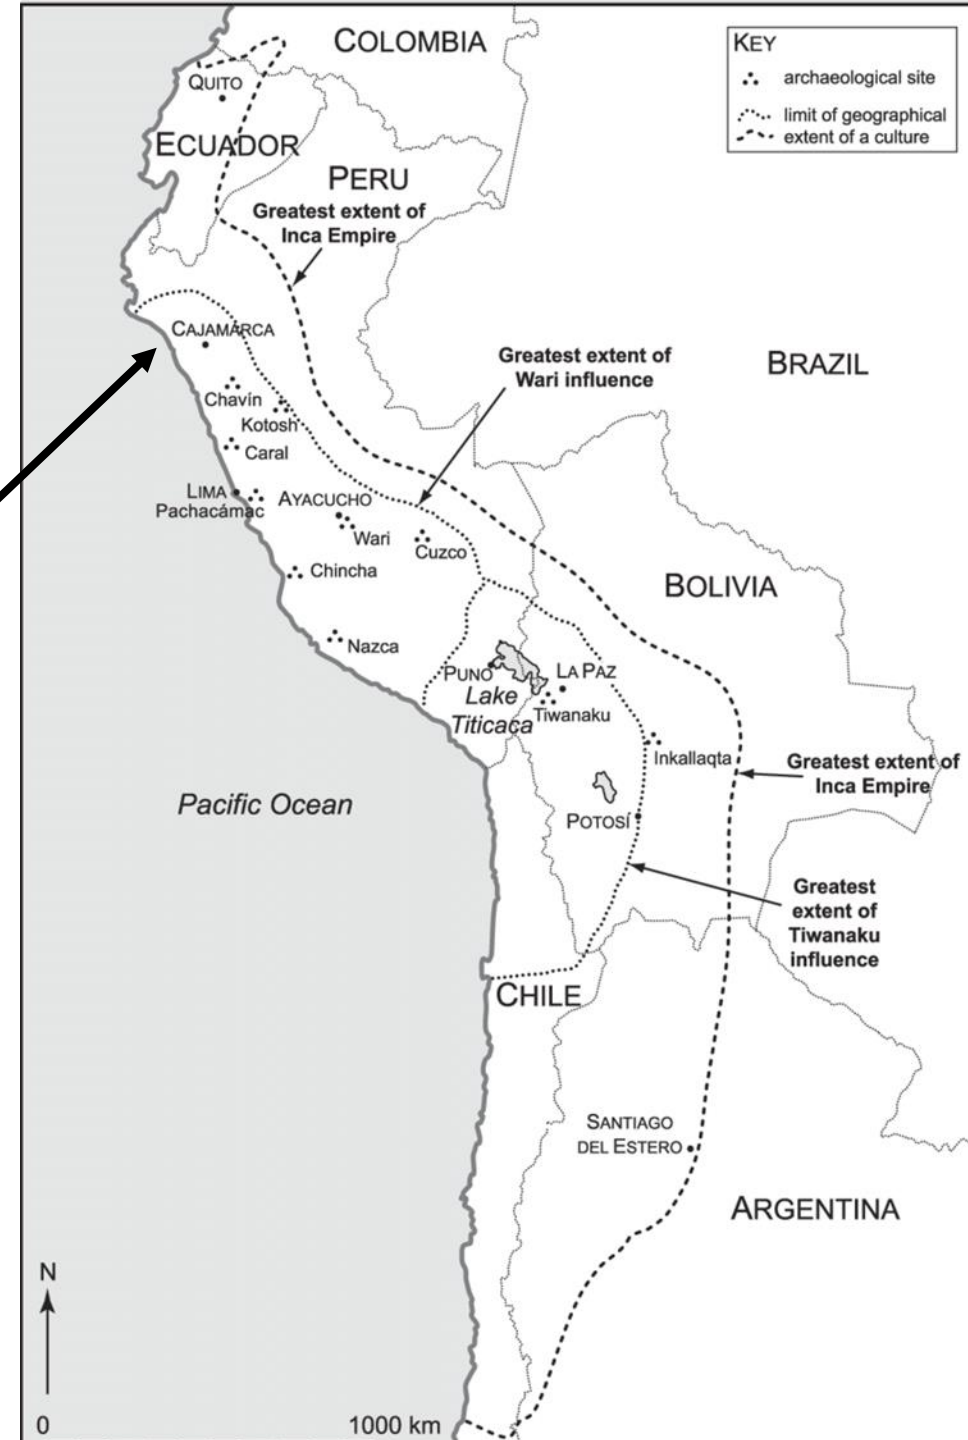 COLOMBIA
KEY
archaeological site
limit of geographical
extent of a culture
QUITO
ECUADOR
PERU
Greatest extent of
Inca Empire
CAJAMARCA
Greatest extent of
Wari influence
BRAZIL
Chavín
Kotosh
Caral
LIMA
Pachacámac
AYACUCHO
Wari
Cuzco
Chincha
BOLIVIA
Nazca
PUNO
LA PAZ
Lake
Titicaca
Tiwanaku
Inkallaqta
Greatest extent of
Inca Empire
Pacific Ocean
POTOSÍ
Greatest
extent of
Tiwanaku
influence
CHILE
SANTIAGO
DEL ESTERO
ARGENTINA
N
0 1000 km